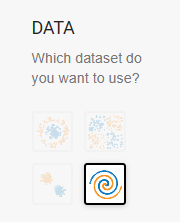 DATA
Which dataset do
you want to use?